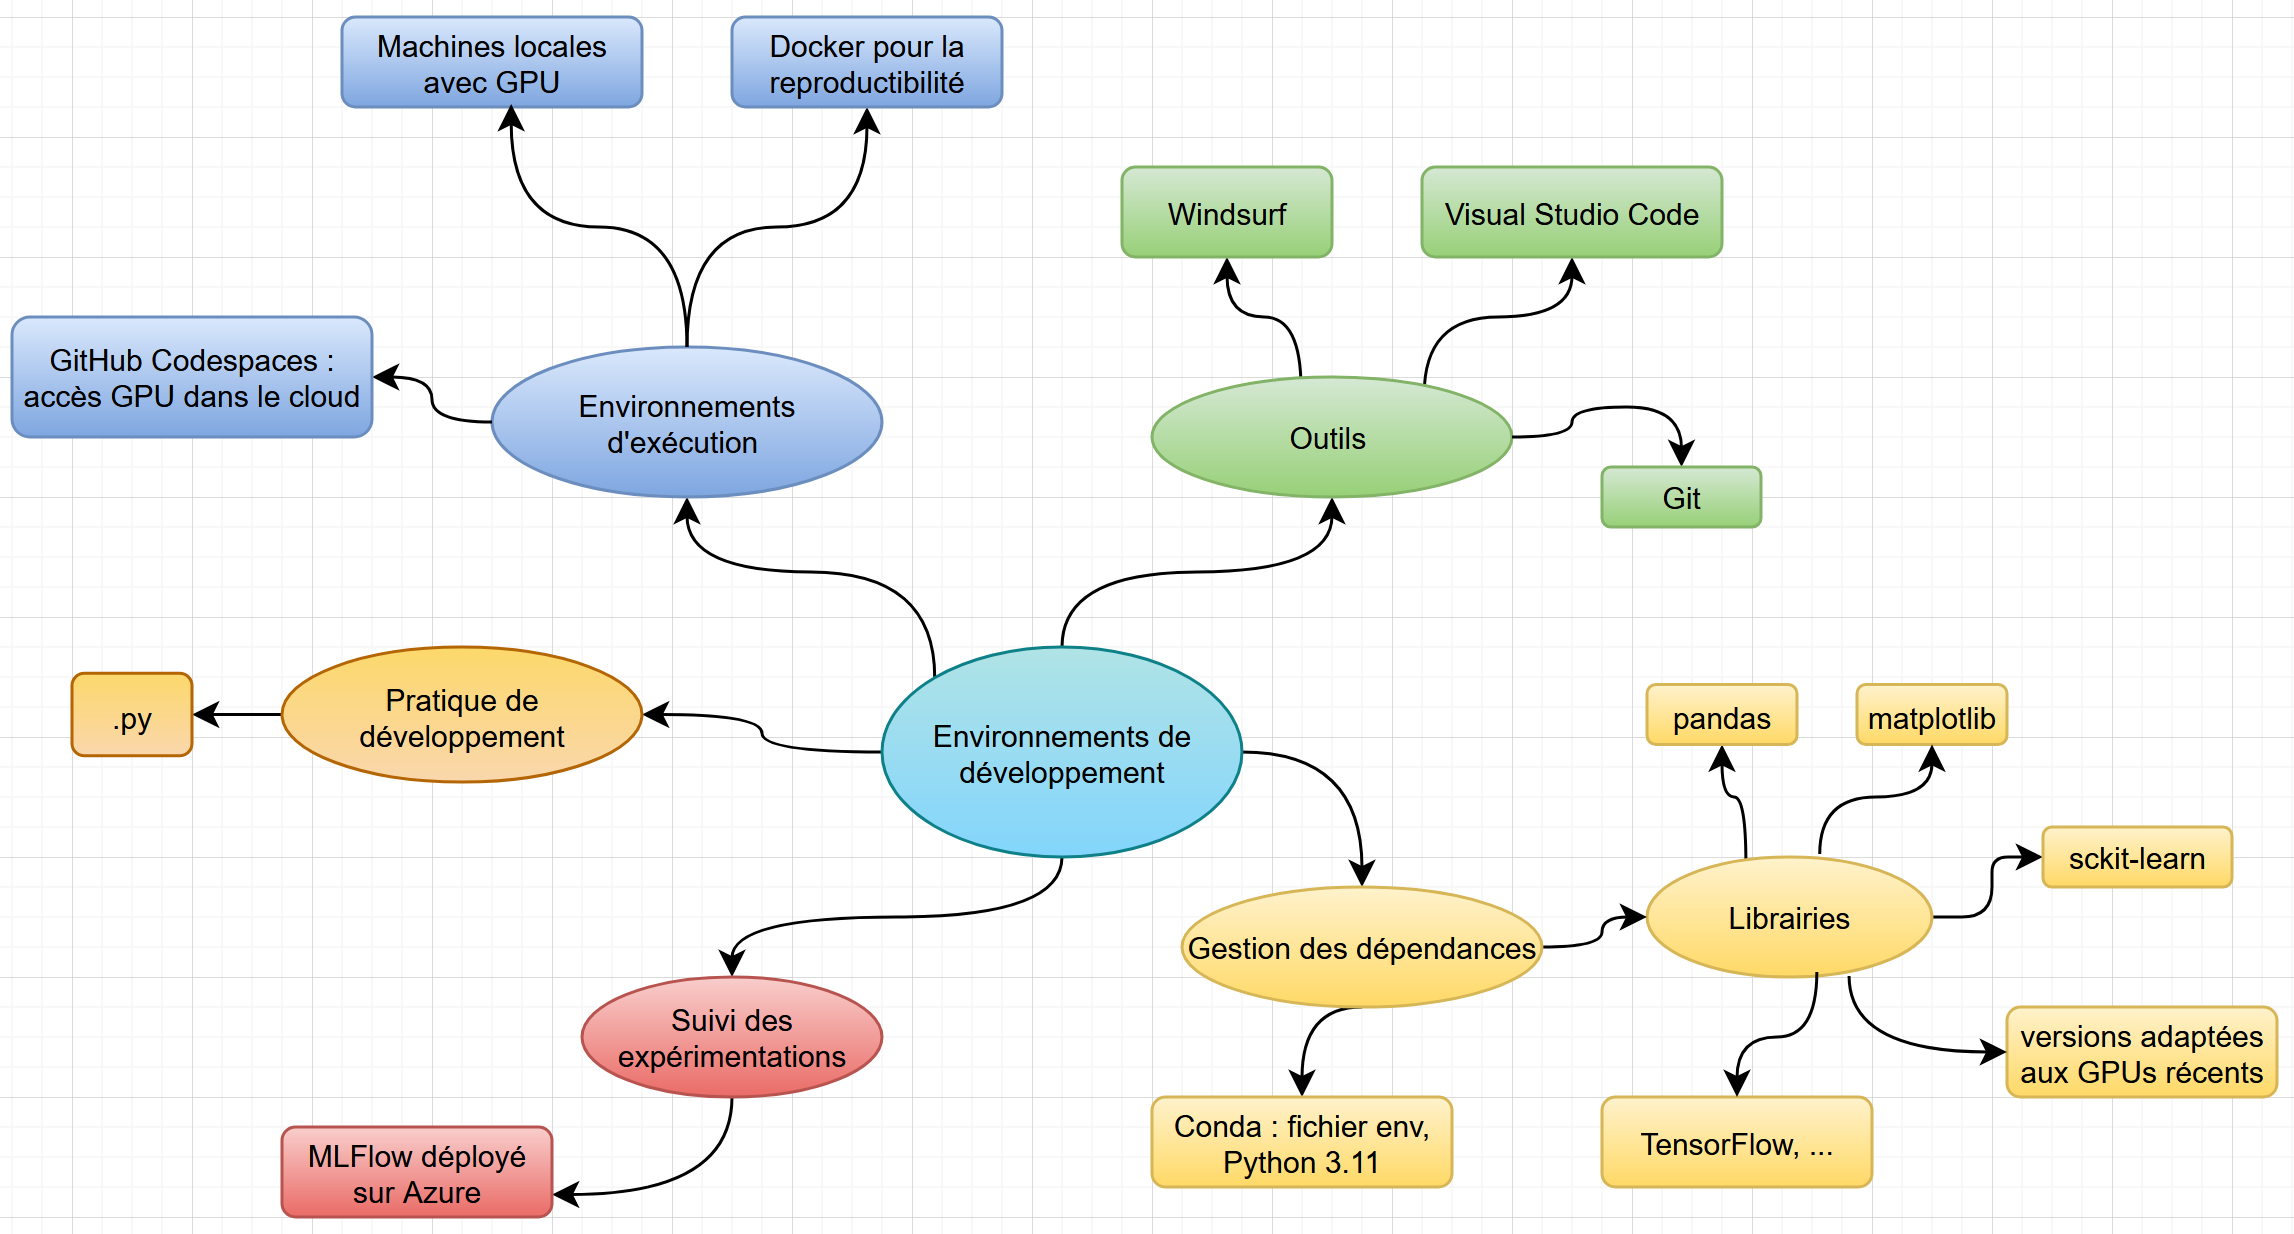 Machines locales
avec GPU
Docker pour la
reproductibilité
Windsurf
Visual Studio Code
GitHub Codespaces :
accès GPU dans le cloud
Environnements
d'exécution
Outils
Git
.py
Pratique de
développement
Environnements de
développement
pandas
matplotlib
sckit-learn
Librairies
Gestion des dépendances
Suivi des
expérimentations
versions adaptées
aux GPUs récents
Conda : fichier env,
Python 3.11
TensorFlow, ...
MLFlow déployé
sur Azure